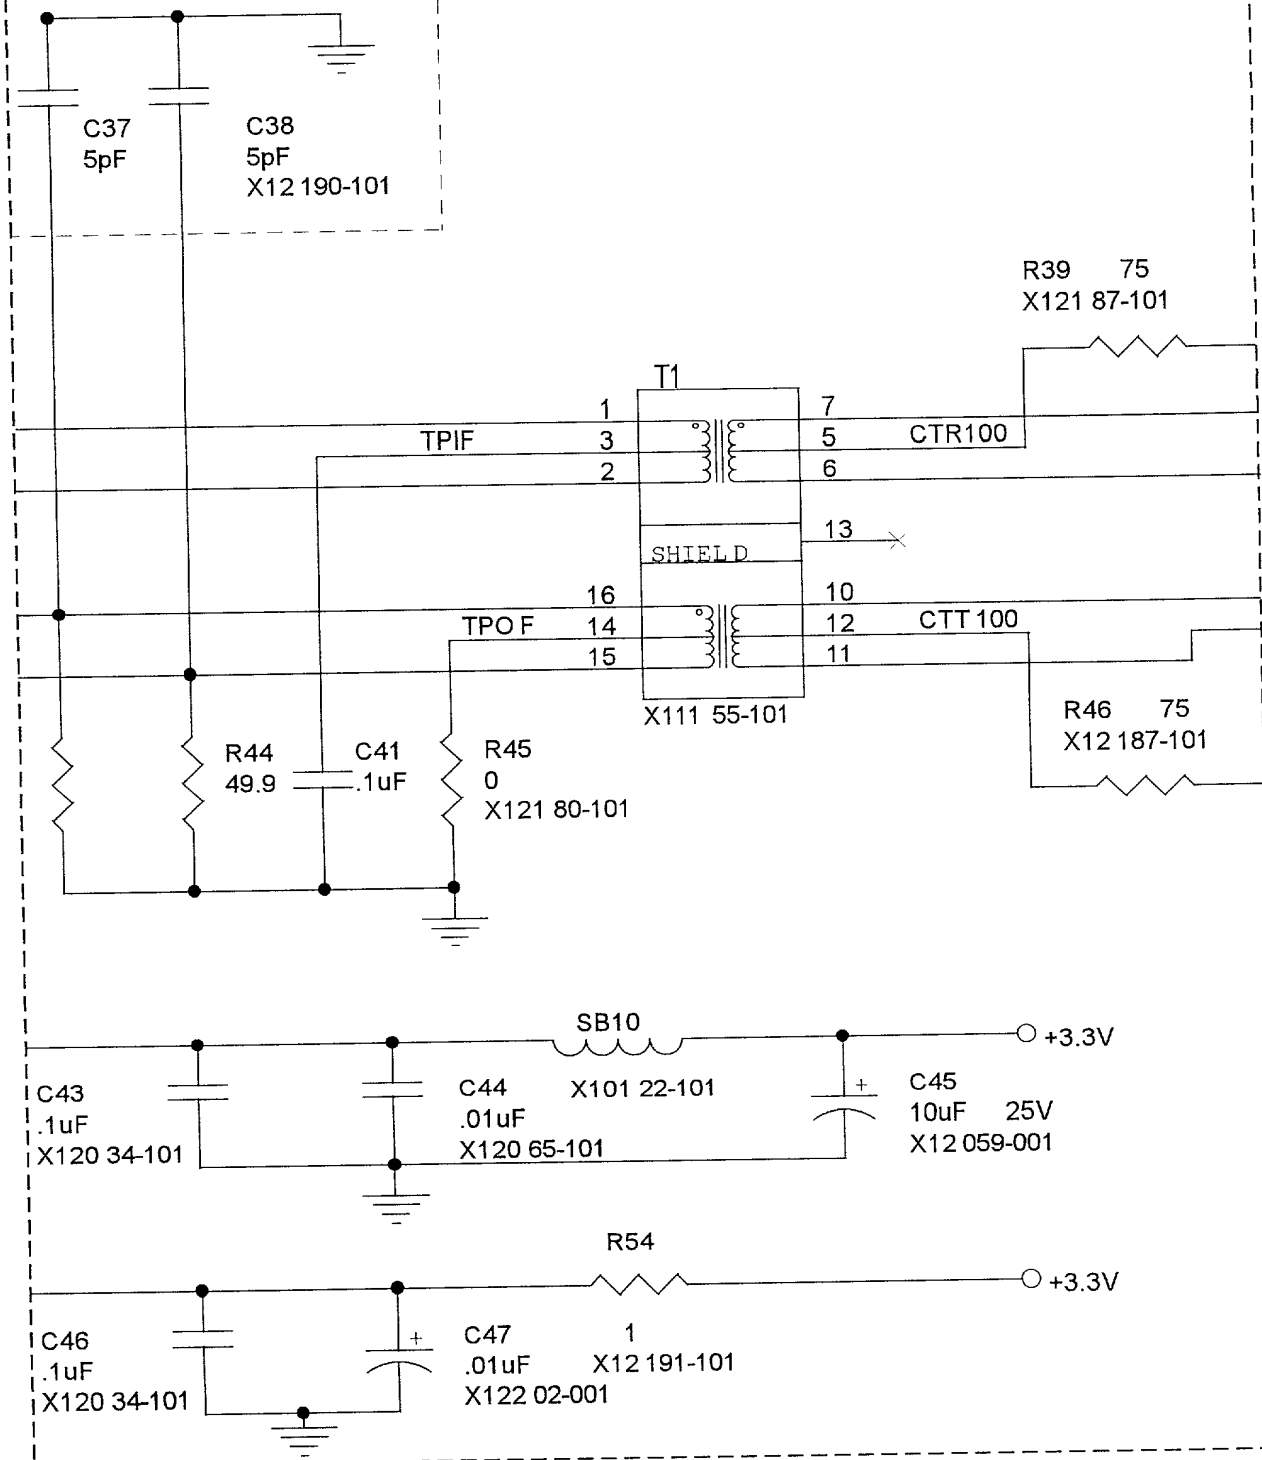 C37
5pF
C38
5pF
X12 190-101
R39 75
X121 87-101
T1
1
3
2
TPIF
7
5
6
CTR100
13
SHIELD
16
14
15
TPO F
10
12
11
CTT 100
X111 55-101
R46 75
X12 187-101
R44
49.9
C41
.1uF
R45
0
X121 80-101
SB10
X101 22-101
+3.3V
C43
.1uF
X120 34-101
C44
.01uF
X120 65-101
+
C45
10uF 25V
X12 059-001
R54
1
X12 191-101
+3.3V
C46
.1uF
X120 34-101
+
C47
.01uF
X122 02-001